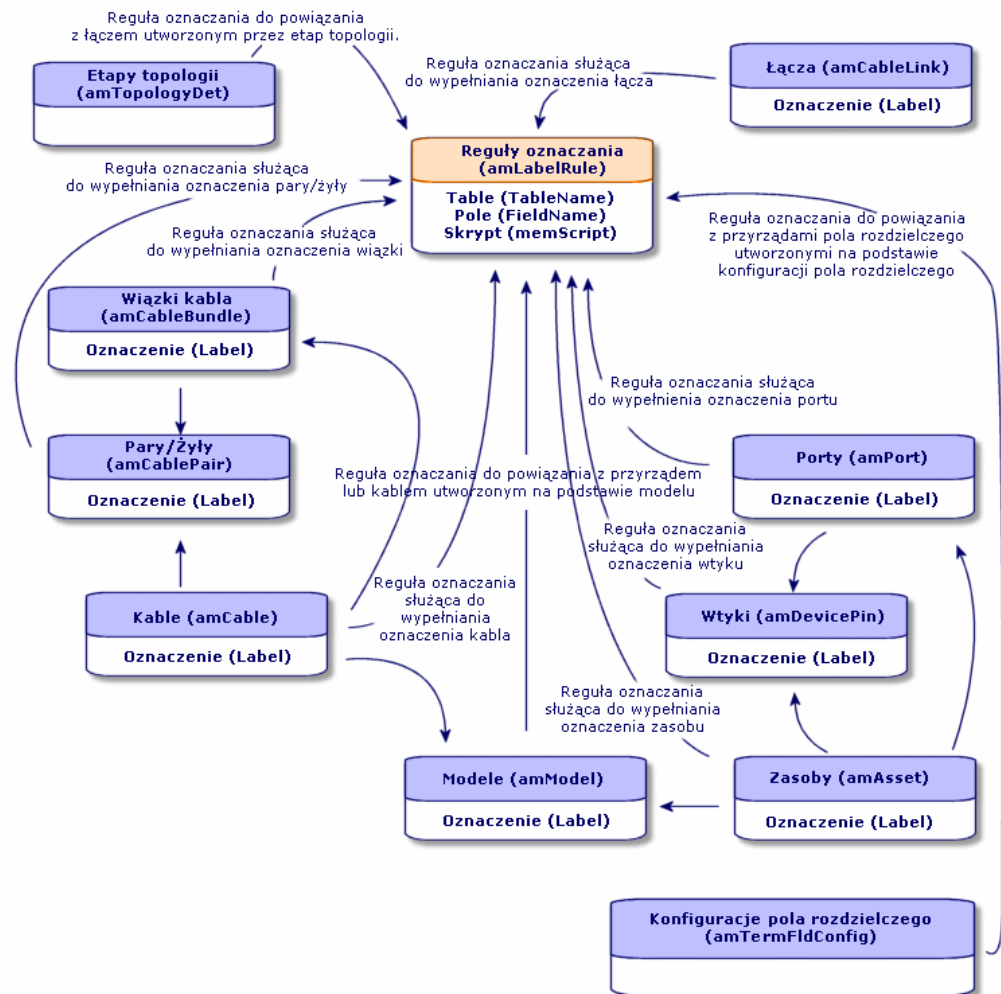 Reguła oznaczania do powiązania
z łączem utworzonym przez etap topologii.
Etapy topologii
(amTopologyDet)
Reguła oznaczania służąca
do wypełniania oznaczenia łącza
Łącza (amCableLink)
Oznaczenie (Label)
Reguły oznaczania
(amLabelRule)
Table (TableName)
Pole (FieldName)
Skrypt (memScript)
Reguła oznaczania służąca
do wypełniania oznaczenia pary/żyły
Reguła oznaczania służąca
do wypełniania oznaczenia wiązki
Reguła oznaczania do powiązania
z przyrządami pola rozdzielczego
utworzonymi na podstawie
konfiguracji pola rozdzielczego
Wiązki kabla
(amCableBundle)
Oznaczenie (Label)
Reguła oznaczania służąca
do wypełnienia oznaczenia portu
Pary/Żyły
(amCablePair)
Oznaczenie (Label)
Reguła oznaczania do powiązania z przyrządem
lub kablem utworzonym na podstawie modelu
Porty (amPort)
Oznaczenie (Label)
Reguła oznaczania
służąca do wypełniania
oznaczenia wtyku
Kable (amCable)
Oznaczenie (Label)
Reguła oznaczania
służąca do
wypełniania
oznaczenia kabla
Wtyki (amDevicePin)
Oznaczenie (Label)
Reguła oznaczania
służąca do wypełniania
oznaczenia zasobu
Modele (amModel)
Oznaczenie (Label)
Zasoby (amAsset)
Oznaczenie (Label)
Konfiguracje pola rozdzielczego
(amTermFldConfig)